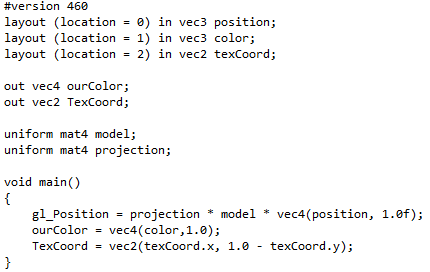 #version 460
layout (location = 0) in vec3 position;
layout (location = 1) in vec3 color;
layout (location = 2) in vec2 texCoord;

out vec4 ourColor;
out vec2 TexCoord;

uniform mat4 model;
uniform mat4 projection;

void main()
{
    gl_Position = projection * model * vec4(position, 1.0f);
    ourColor = vec4(color,1.0);
    TexCoord = vec2(texCoord.x, 1.0 - texCoord.y);
}